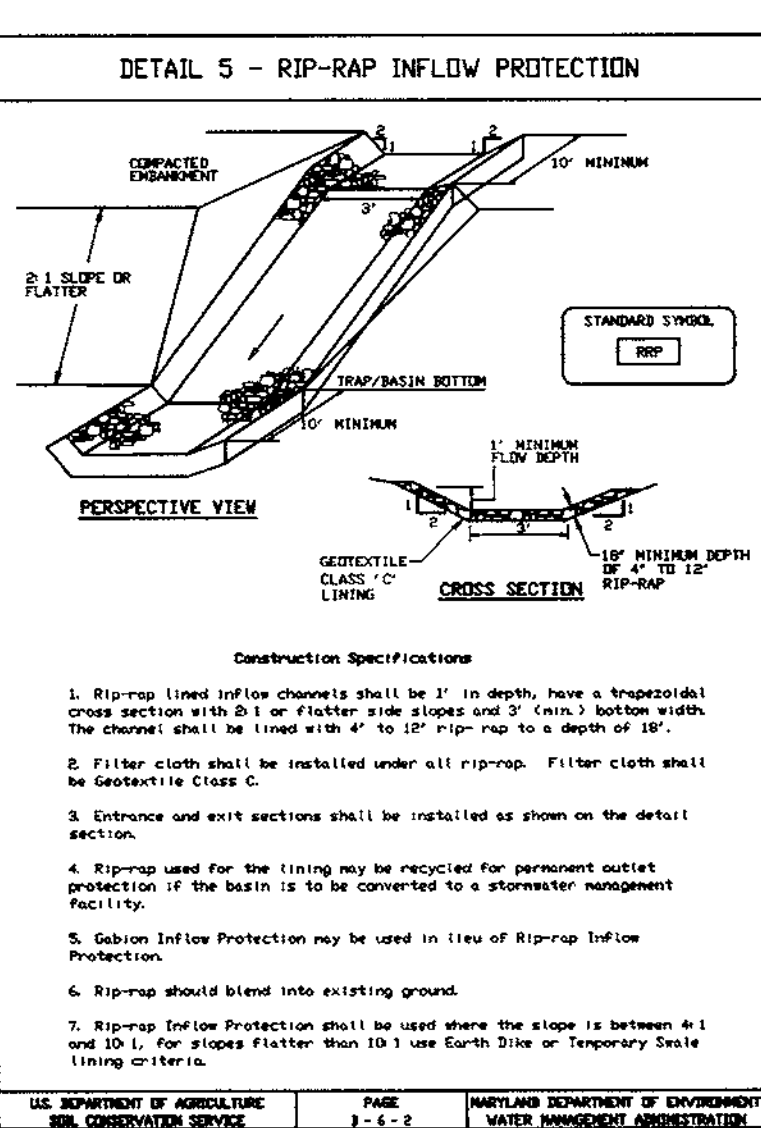 DETAIL 5 - RIP-RAP INFLOW PROTECTION
2
1
1
2
COMPACTED
EMBANKMENT
10' MININUM
3'
2:1 SLOPE OR
FLATTER
STANDARD SYMBOL
RRP
TRAP/BASIN BOTTOM
10' MINIMUM
1' MINIMUM
FLOW DEPTH
PERSPECTIVE VIEW
1
2
3'
2
1
GEOTEXTILE
CLASS 'C'
LINING
18" MINIMUM DEPTH
OF 4" TO 12"
RIP-RAP
CROSS SECTION
Construction Specifications
1. Rip-rap lined inflow channels shall be 1' in depth, have a trapezoidal
cross section with 2:1 or flatter side slopes and 3' (min.) bottom width.
The channel shall be lined with 4" to 12" rip- rap to a depth of 18".
2. Filter cloth shall be installed under all rip-rap. Filter cloth shall
be Geotextile Class C.
3. Entrance and exit sections shall be installed as shown on the detail
section.
4. Rip-rap used for the lining may be recycled for permanent outlet
protection if the basin is to be converted to a stormwater management
facility.
5. Gabion Inflow Protection may be used in lieu of Rip-rap Inflow
Protection.
6. Rip-rap should blend into existing ground.
7. Rip-rap Inflow Protection shall be used where the slope is between 4:1
and 10:1, for slopes flatter than 10:1 use Earth Dike or Temporary Swale
lining criteria.
U.S. DEPARTMENT OF AGRICULTURE
SOIL CONSERVATION SERVICE
PAGE
B - 6 - 2
MARYLAND DEPARTMENT OF ENVIRONMENT
WATER MANAGEMENT ADMINISTRATION